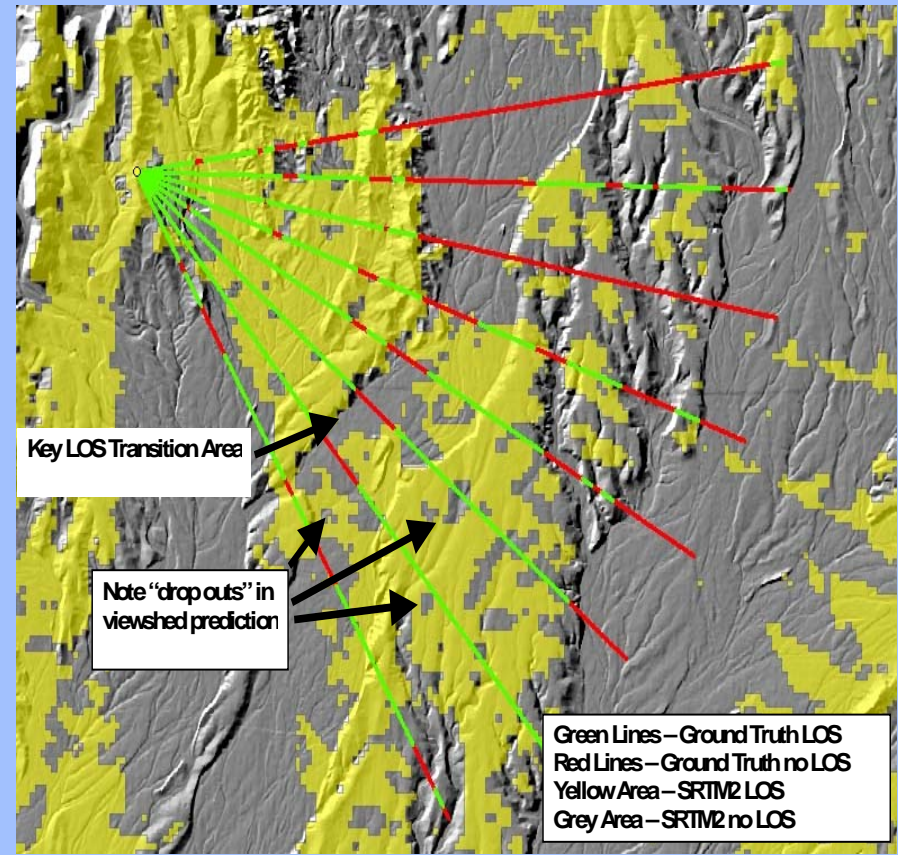 Key LOS Transition Area
Note “drop outs” in
viewshed prediction
Green Lines – Ground Truth LOS
Red Lines – Ground Truth no LOS
Yellow Area – SRTM2 LOS
Grey Area – SRTM2 no LOS